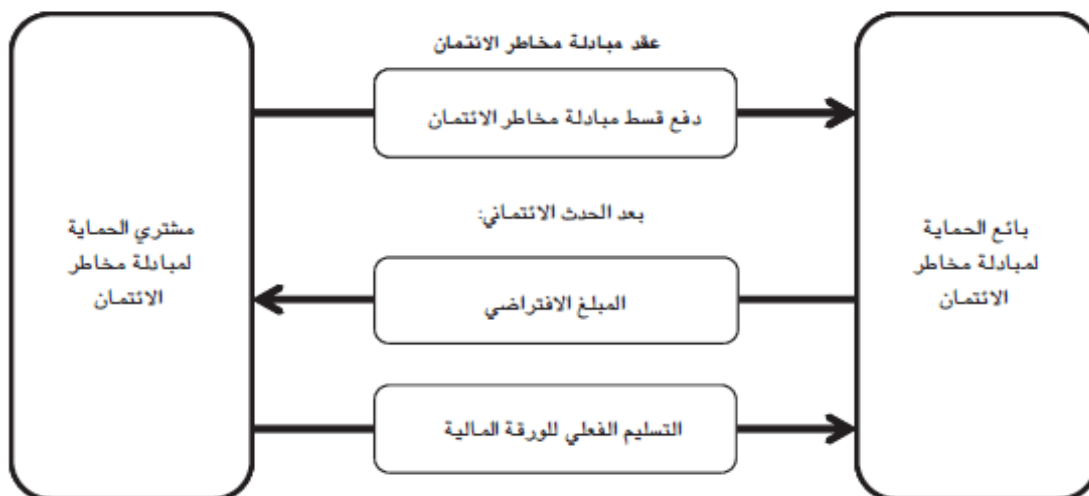 عقد مبادلة مخاطر الائتمان
دفع قسط مبادلة مخاطر الائتمان
مشتري الحماية
لمبادلة مخاطر
الائتمان
بعد الحدث الائتماني:
بائع الحماية
لمبادلة مخاطر
الائتمان
المبلغ الافتراضي
التسليم الفعلي للورقة المالية